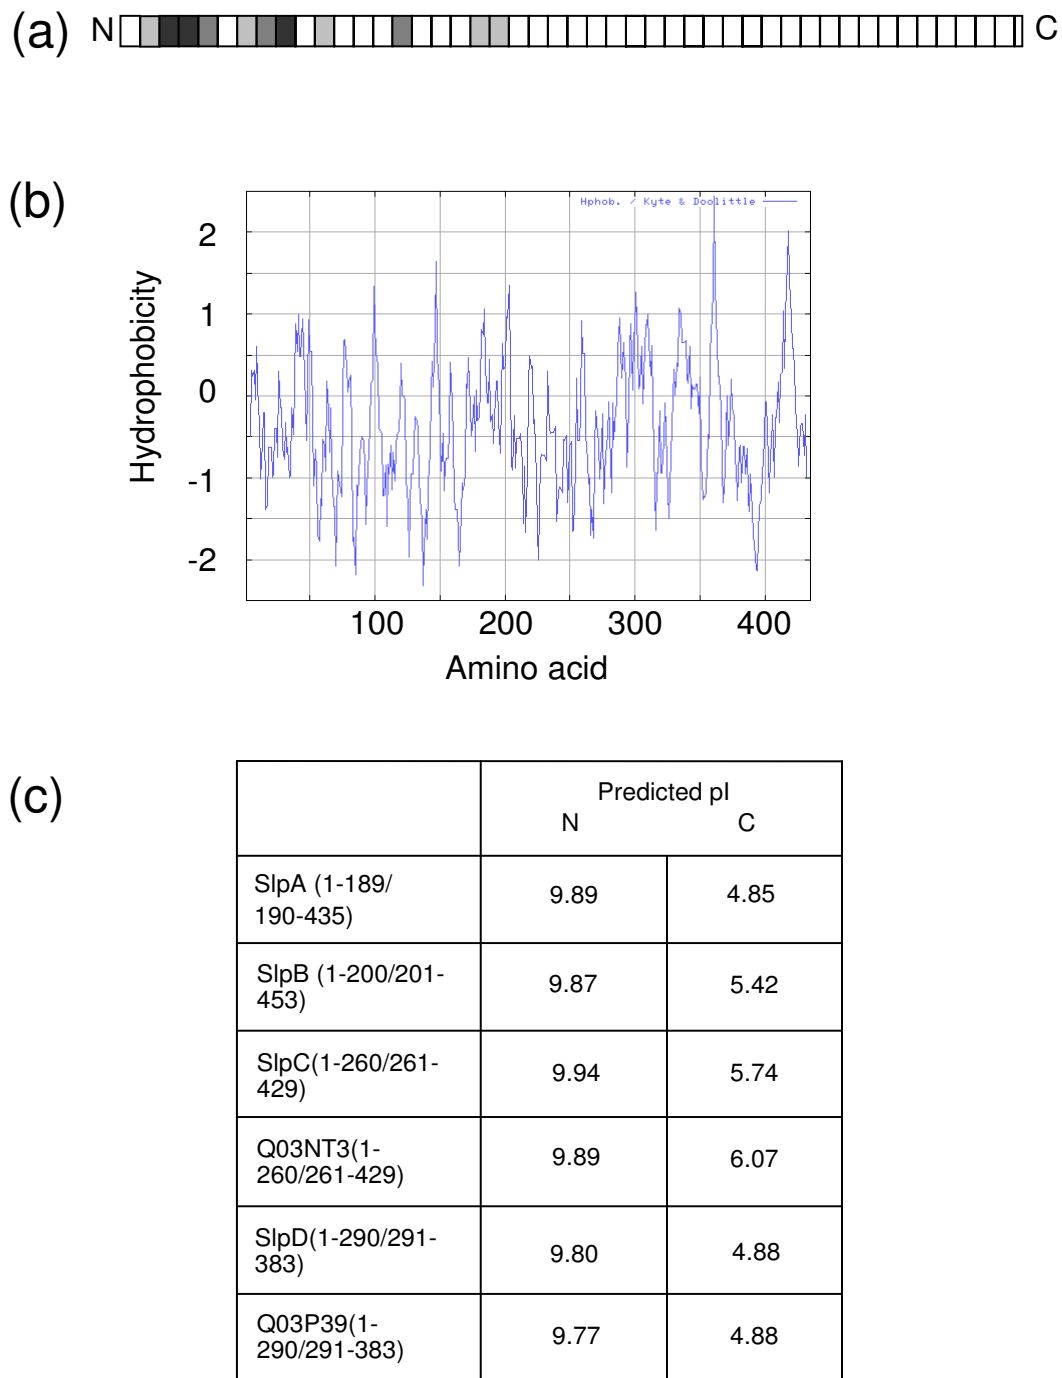 (a) N C
(b)
Hphob. / Kyte & Doolittle
2
1
0
-1
-2
Hydrophobicity
100 200 300 400
Amino acid
(c)
Predicted pI
N C
SlpA (1-189/
190-435)
9.89 4.85
SlpB (1-200/201-
453)
9.87 5.42
SlpC(1-260/261-
429)
9.94 5.74
Q03NT3(1-
260/261-429)
9.89 6.07
SlpD(1-290/291-
383)
9.80 4.88
Q03P39(1-
290/291-383)
9.77 4.88